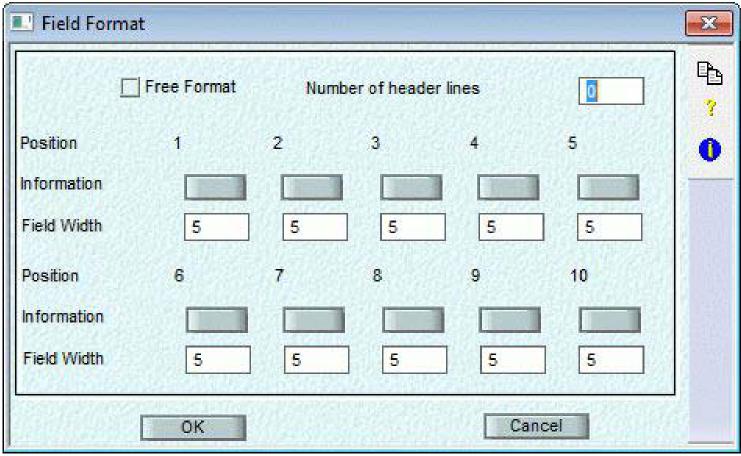 Field Format
Free Format Number of header lines 0
Position 1 2 3 4 5
Information
Field Width 5 5 5 5 5
Position 6 7 8 9 10
Information
Field Width 5 5 5 5 5
OK Cancel